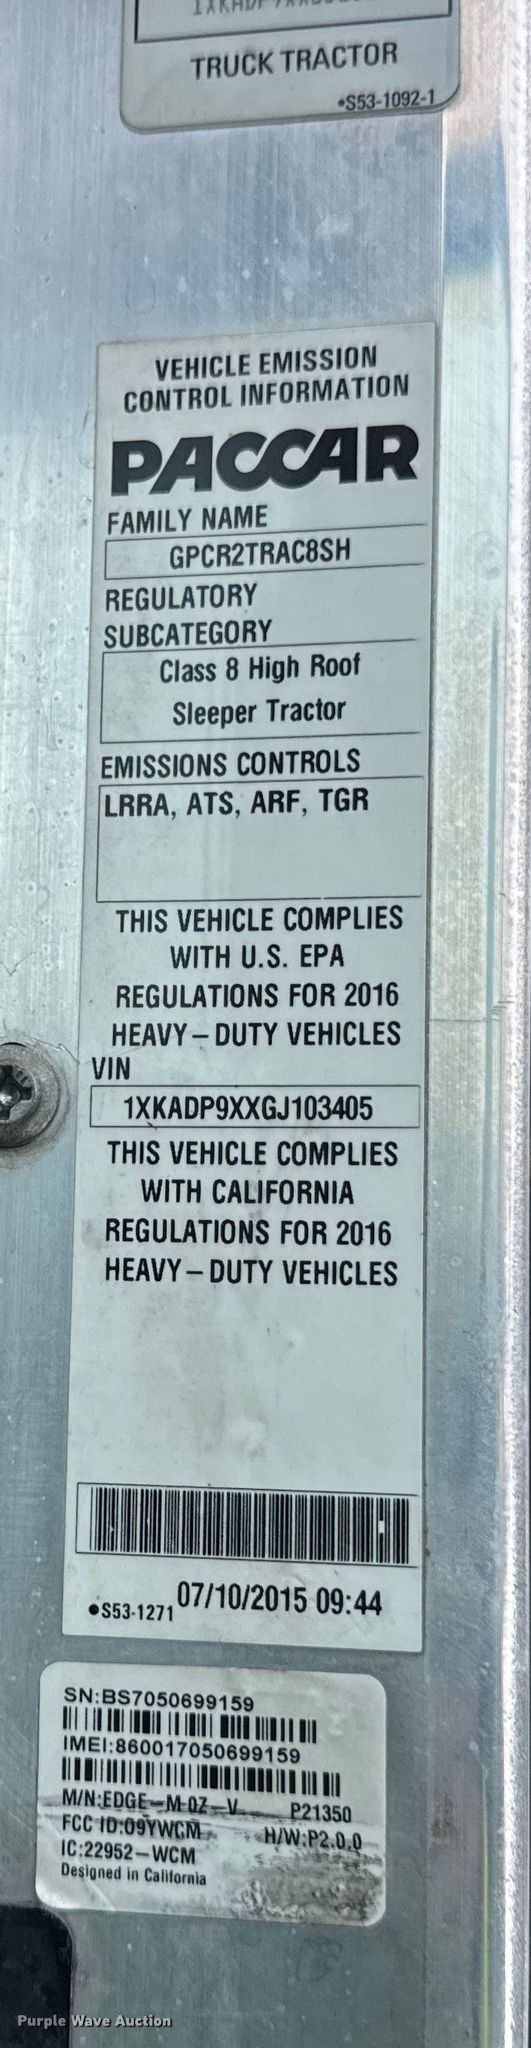 TRUCK TRACTOR
•S53-1092-1
VEHICLE EMISSION
CONTROL INFORMATION
PACCAR
FAMILY NAME
GPCR2TRAC8SH
REGULATORY
SUBCATEGORY
Class 8 High Roof
Sleeper Tractor
EMISSIONS CONTROLS
LRRA, ATS, ARF, TGR
THIS VEHICLE COMPLIES
WITH U.S. EPA
REGULATIONS FOR 2016
HEAVY-DUTY VEHICLES
VIN
1XKADP9XXGJ103405
THIS VEHICLE COMPLIES
WITH CALIFORNIA
REGULATIONS FOR 2016
HEAVY-DUTY VEHICLES
•S53-1271 07/10/2015 09:44
SN:BS7050699159
IMEI:860017050699159
M/N:EDGE-M-0Z-V P21350
FCC ID:O9YWCM H/W:P2.0.0
IC:22952-WCM
Designed in California
Purple Wave Auction